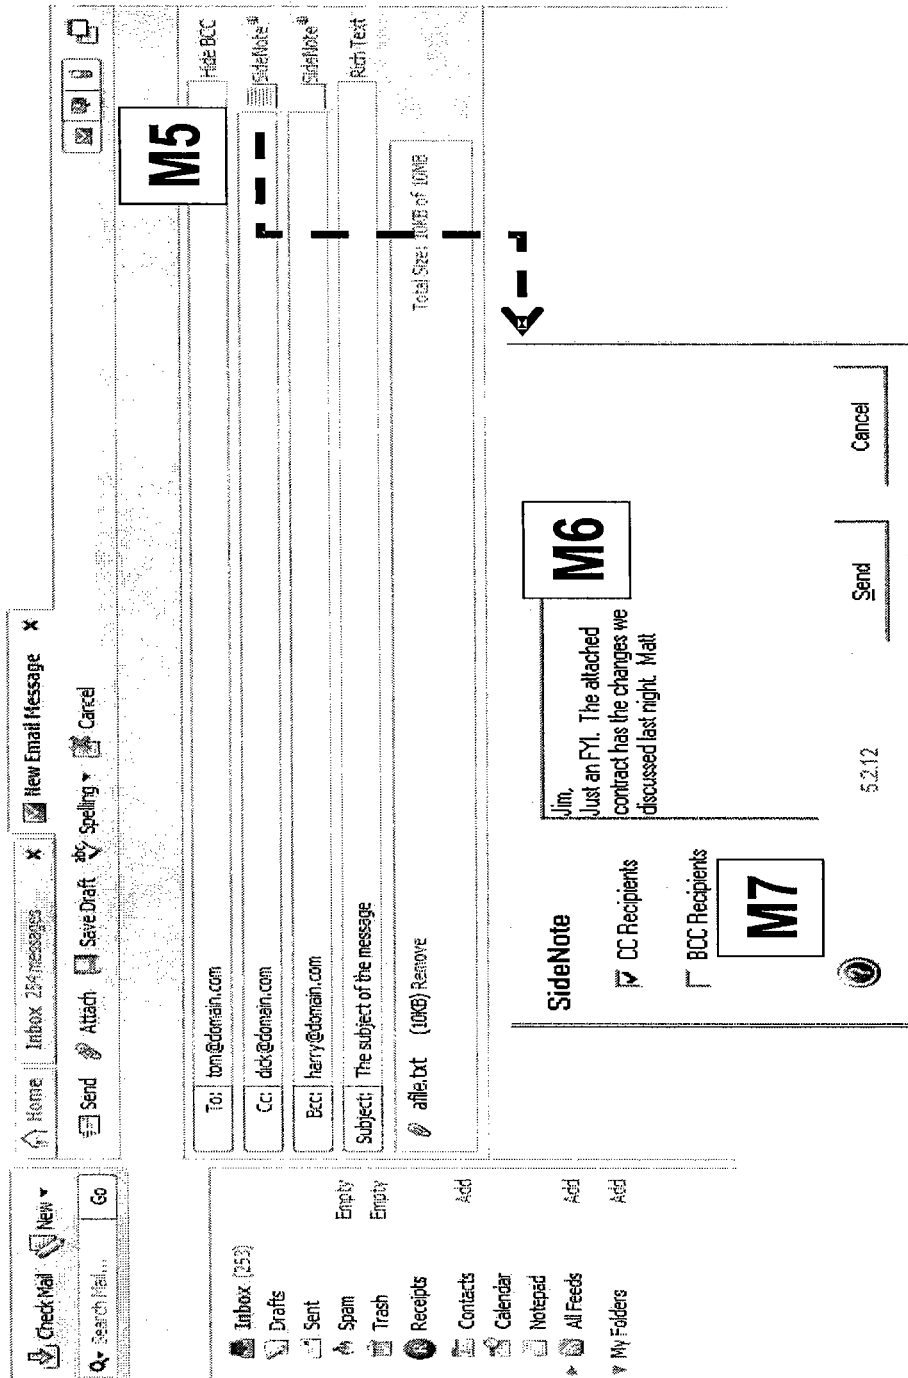 Check Mail New
Search Mail... Go
Home Inbox 284 messages x New Email Message x
Send Attach Save Draft abc Spelling Cancel
Inbox (253)
Drafts
Sent
Spam Empty
Trash Empty
Receipts
Contacts Add
Calendar
Notepad
All Feeds Add
My Folders Add
M5
To: tom@domain.com Hide BCC
Cc: dick@domain.com SideNote®
Bcc: harry@domain.com SideNote®
Subject: The subject of the message Rich Text
afile.txt (10KB) Remove Total Size: 10KB of 10MB
SideNote
CC Recipients
BCC Recipients
M7
Jim,
Just an FYI. The attached
contract has the changes we
discussed last night. Matt
M6
5.2.12
Send Cancel